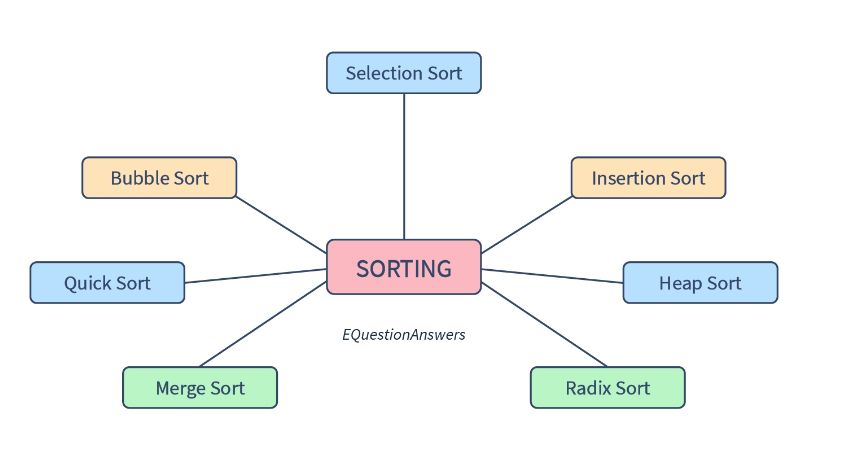 Selection Sort
Bubble Sort
Insertion Sort
SORTING
Quick Sort
Heap Sort
EQuestionAnswers
Merge Sort
Radix Sort